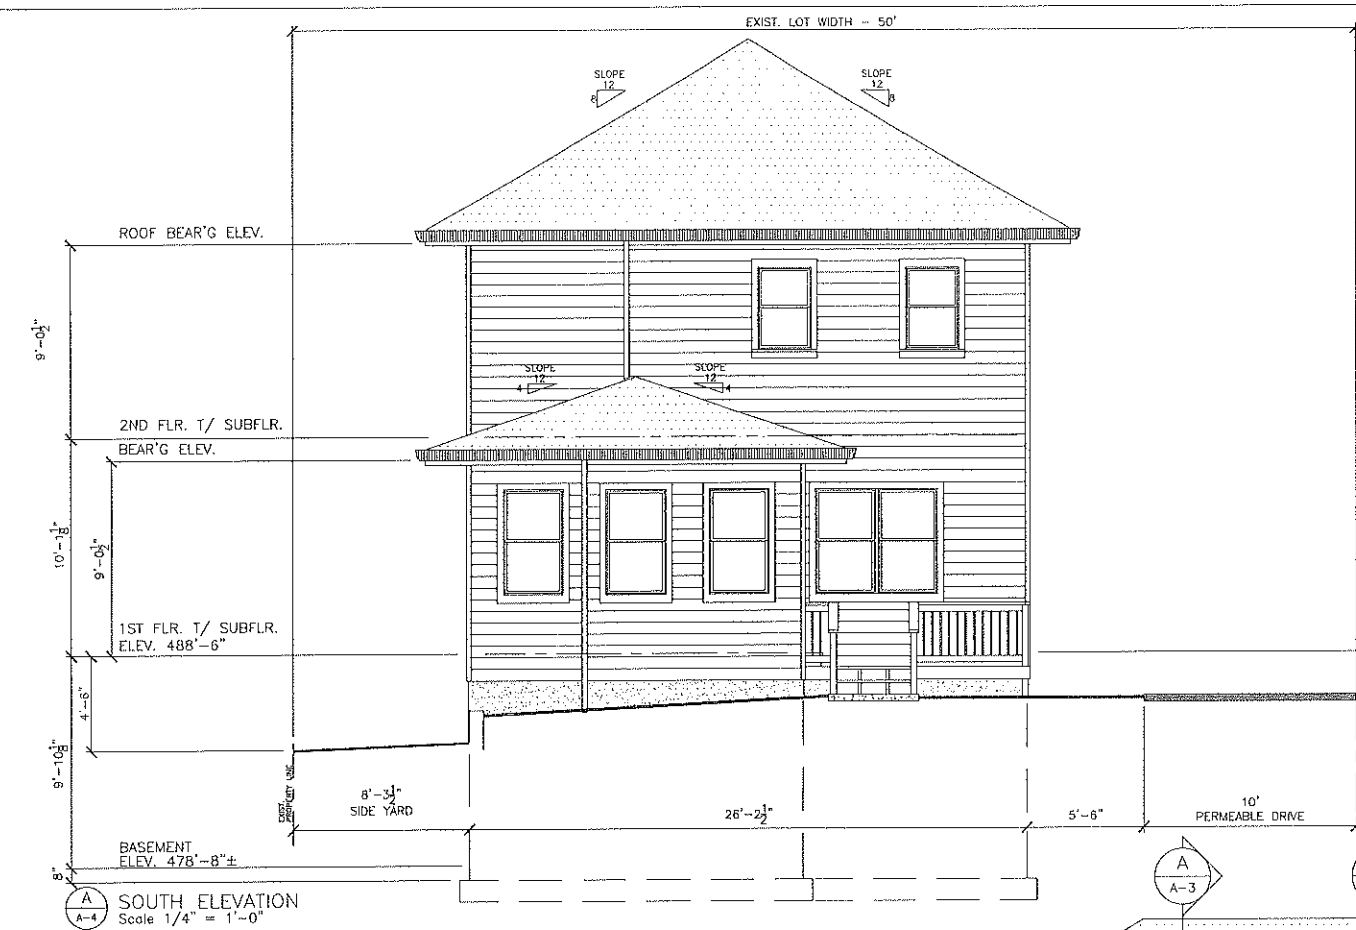 EXIST. LOT WIDTH - 50'
SLOPE
12
8
SLOPE
12
8
ROOF BEAR'G ELEV.
9'-0½"
SLOPE
12
4
SLOPE
12
4
2ND FLR. T/ SUBFLR.
BEAR'G ELEV.
10'-1⅛"
9'-0½"
1ST FLR. T/ SUBFLR.
ELEV. 488'-6"
4'-6"
9'-10⅛"
EXIST.
PROPERTY LINE
8'-3½"
SIDE YARD
26'-2½"
5'-6"
10'
PERMEABLE DRIVE
BASEMENT
ELEV. 478'-8"±
8"
A
A-4
SOUTH ELEVATION
Scale 1/4" = 1'-0"
A
A-3